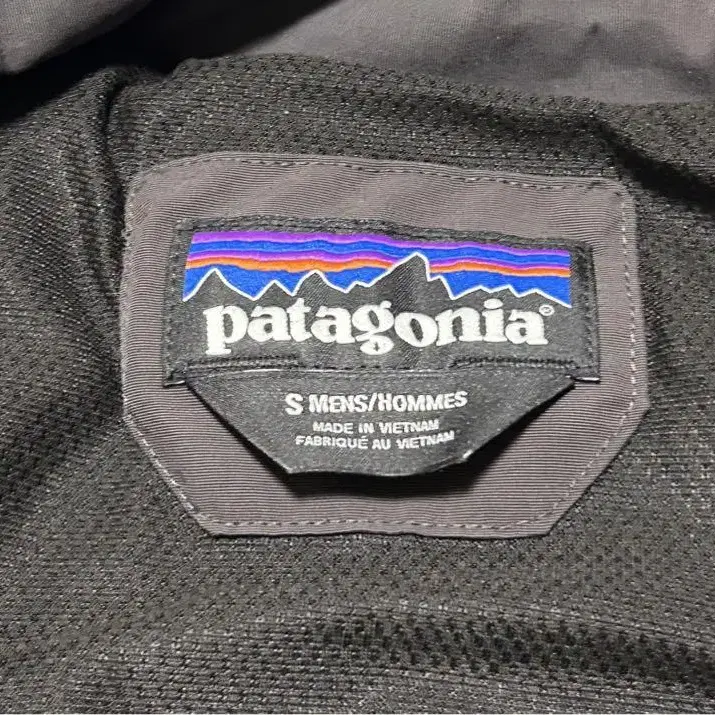 patagonia®
S MENS/HOMMES
MADE IN VIETNAM
FABRIQUÉ AU VIETNAM